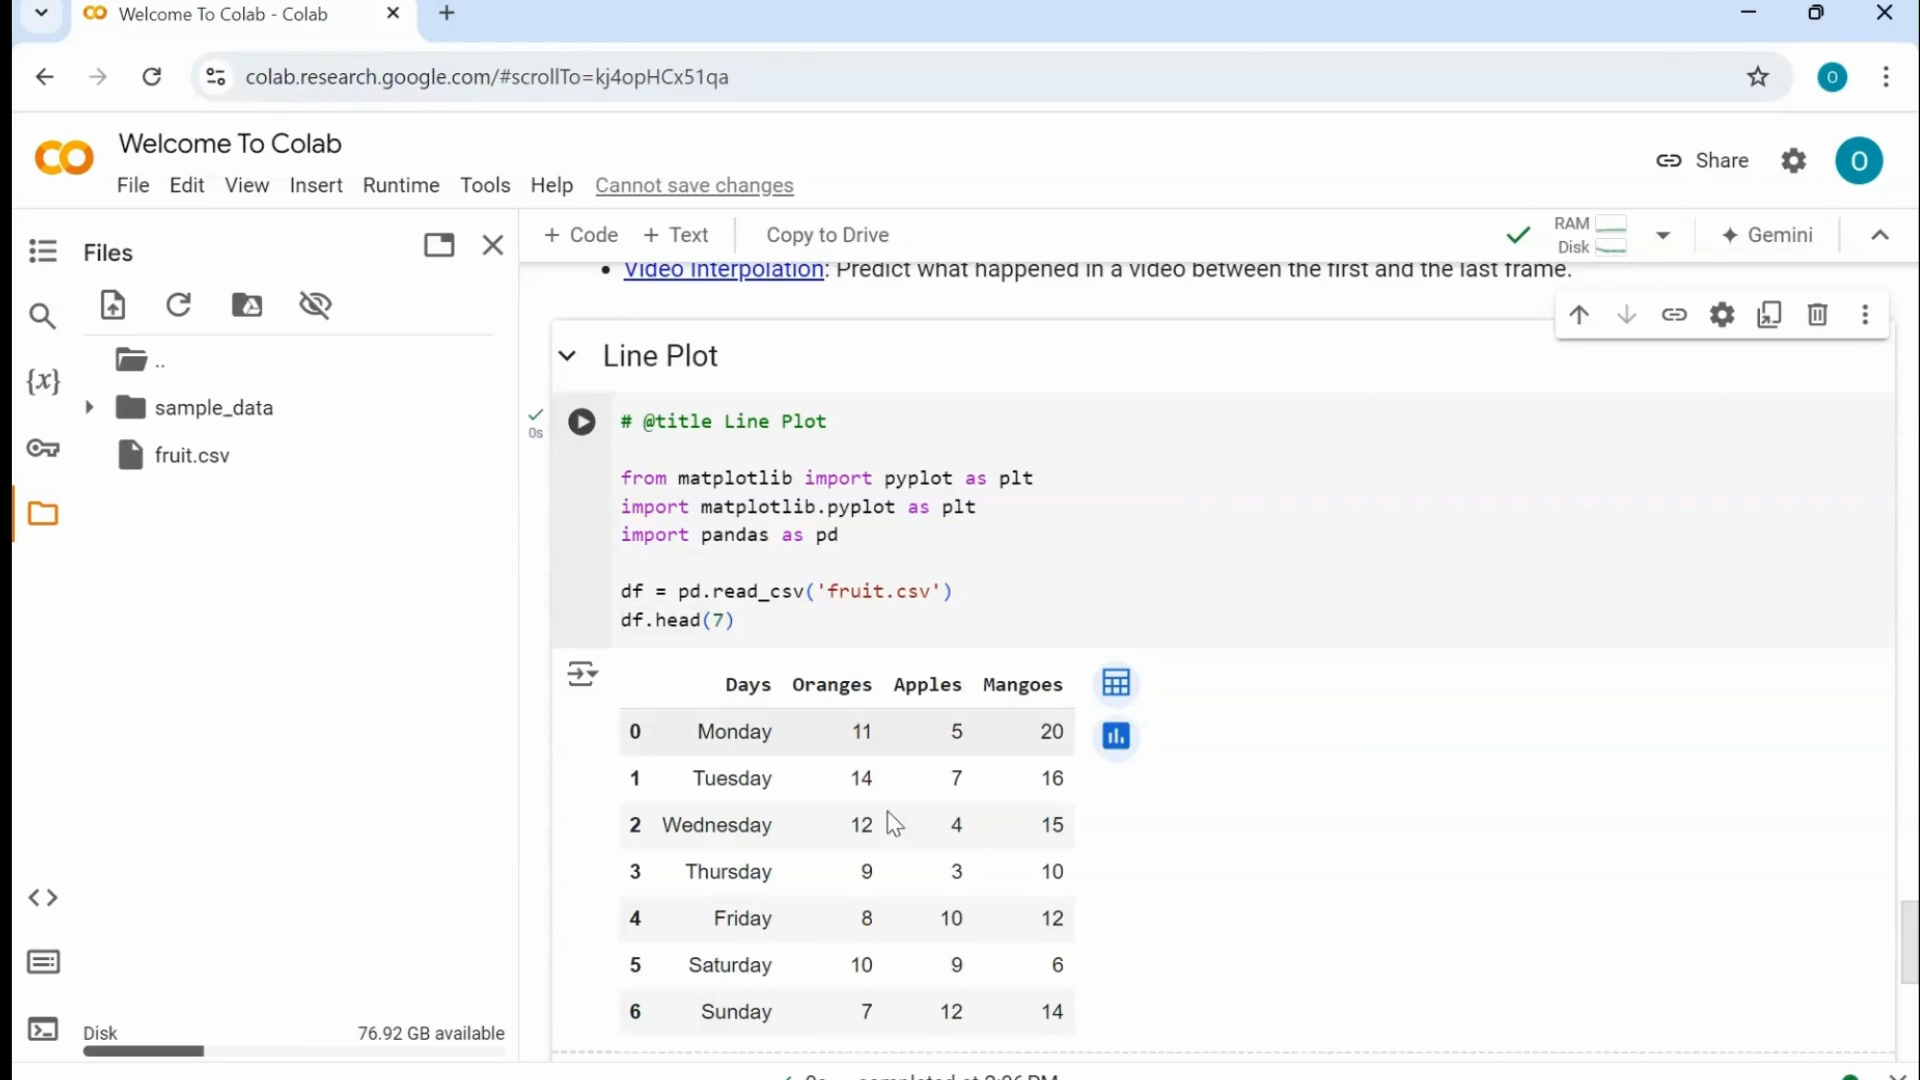 Welcome To Colab - Colab
colab.research.google.com/#scrollTo=kj4opHCx51qa
O
Welcome To Colab
File Edit View Insert Runtime Tools Help Cannot save changes
Share
O
Files
+ Code + Text Copy to Drive
RAM
Disk
Gemini
..
sample_data
fruit.csv
{x}
Disk 76.92 GB available
• Video Interpolation: Predict what happened in a video between the first and the last frame.
Line Plot
0s
# @title Line Plot
from matplotlib import pyplot as plt
import matplotlib.pyplot as plt
import pandas as pd
df = pd.read_csv('fruit.csv')
df.head(7)
Days Oranges Apples Mangoes
0 Monday 11 5 20
1 Tuesday 14 7 16
2 Wednesday 12 4 15
3 Thursday 9 3 10
4 Friday 8 10 12
5 Saturday 10 9 6
6 Sunday 7 12 14